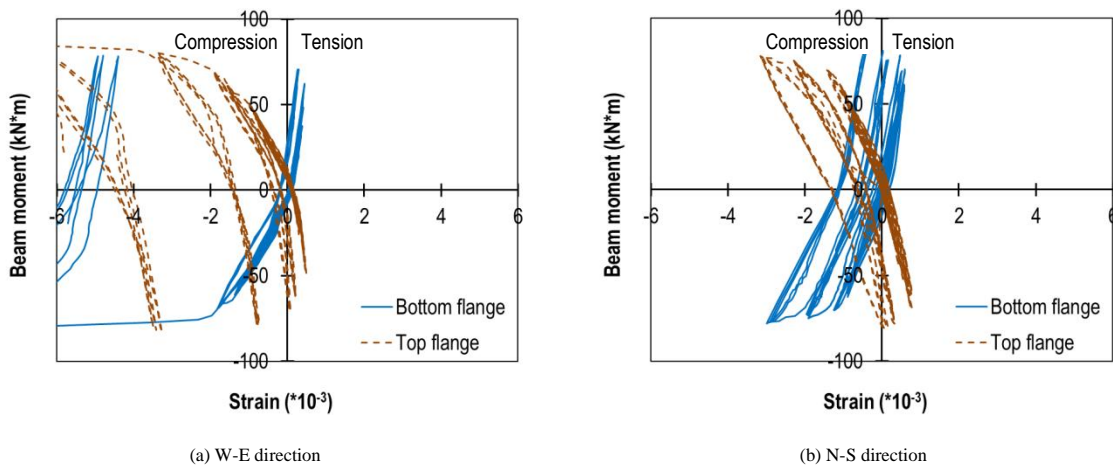 100
Compression Tension
50
0
-6 -4 -2 0 2 4 6
-50
-100
Beam moment (kN*m)
Bottom flange
Top flange
Strain (*10-3)
(a) W-E direction
100
Compression Tension
50
0
-6 -4 -2 0 2 4 6
-50
-100
Beam moment (kN*m)
Bottom flange
Top flange
Strain (*10-3)
(b) N-S direction